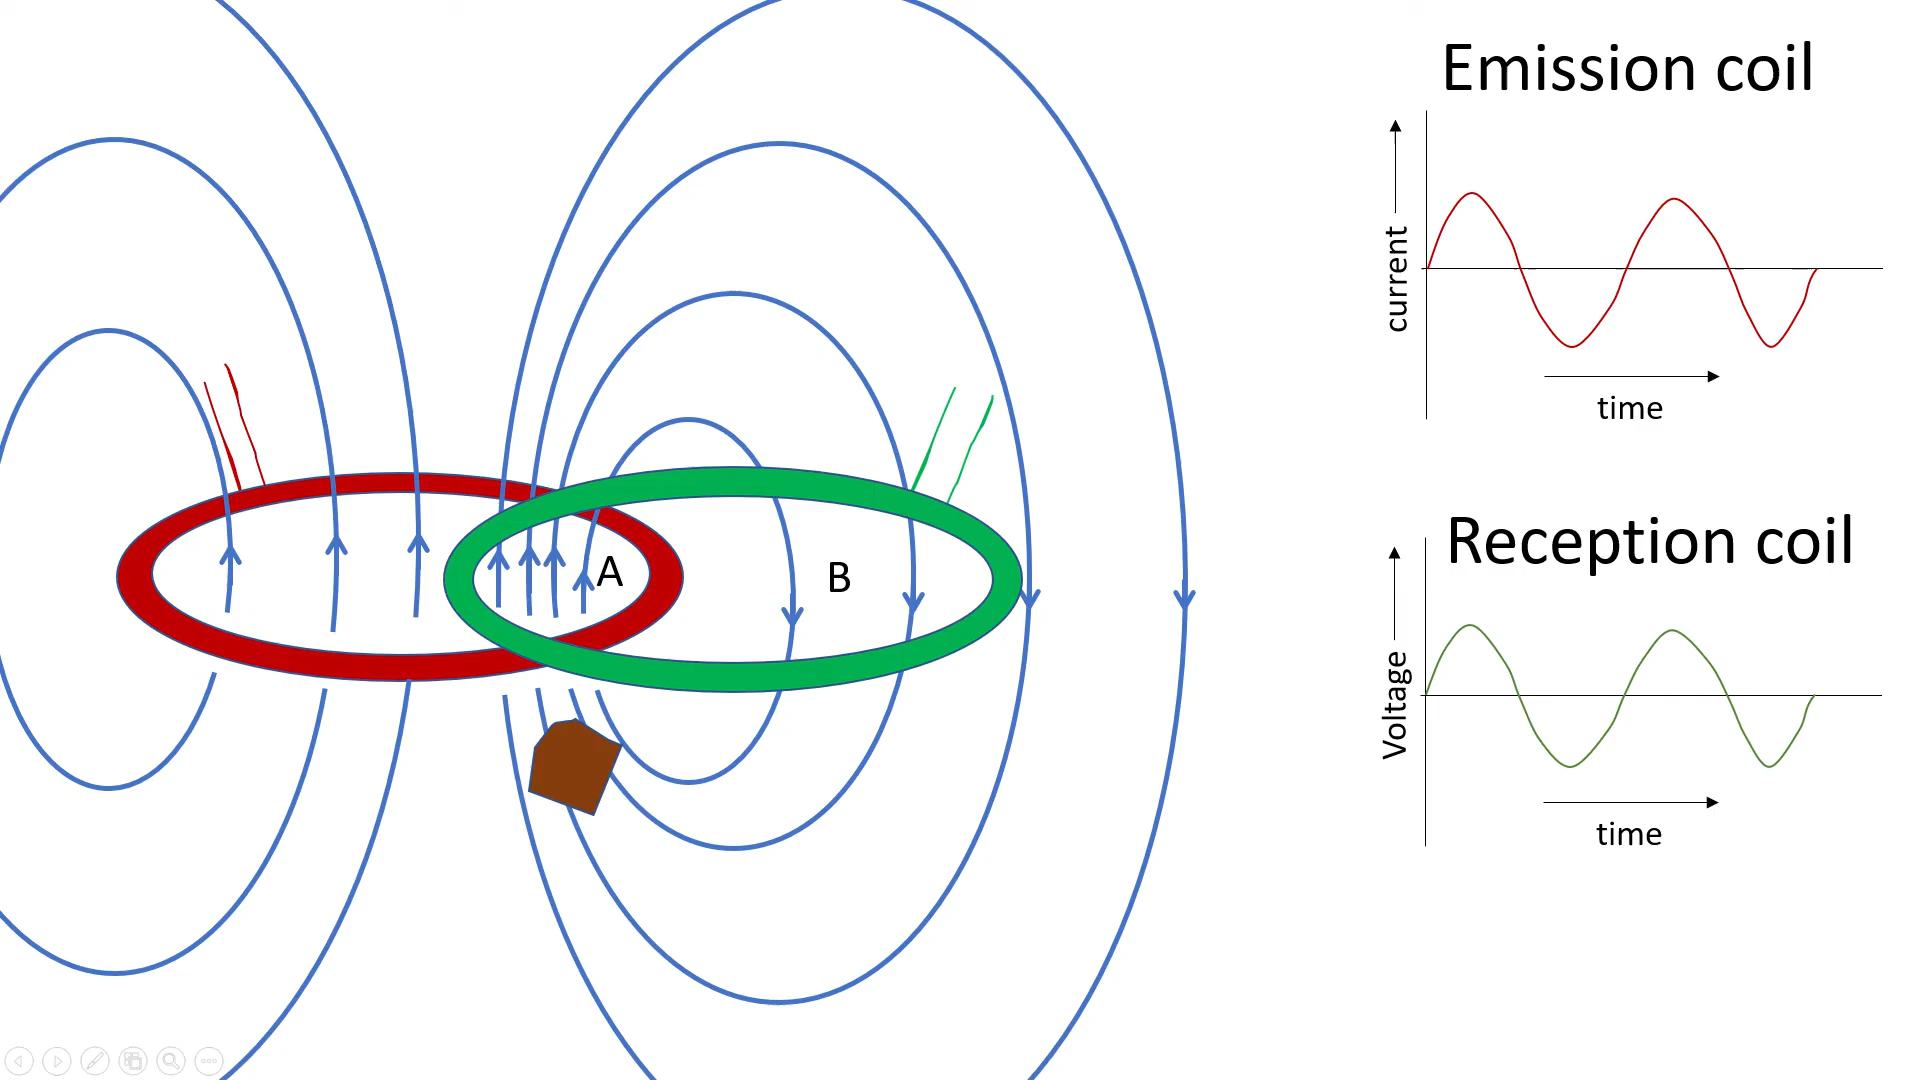 Emission coil
current
time
A
B
Reception coil
Voltage
time